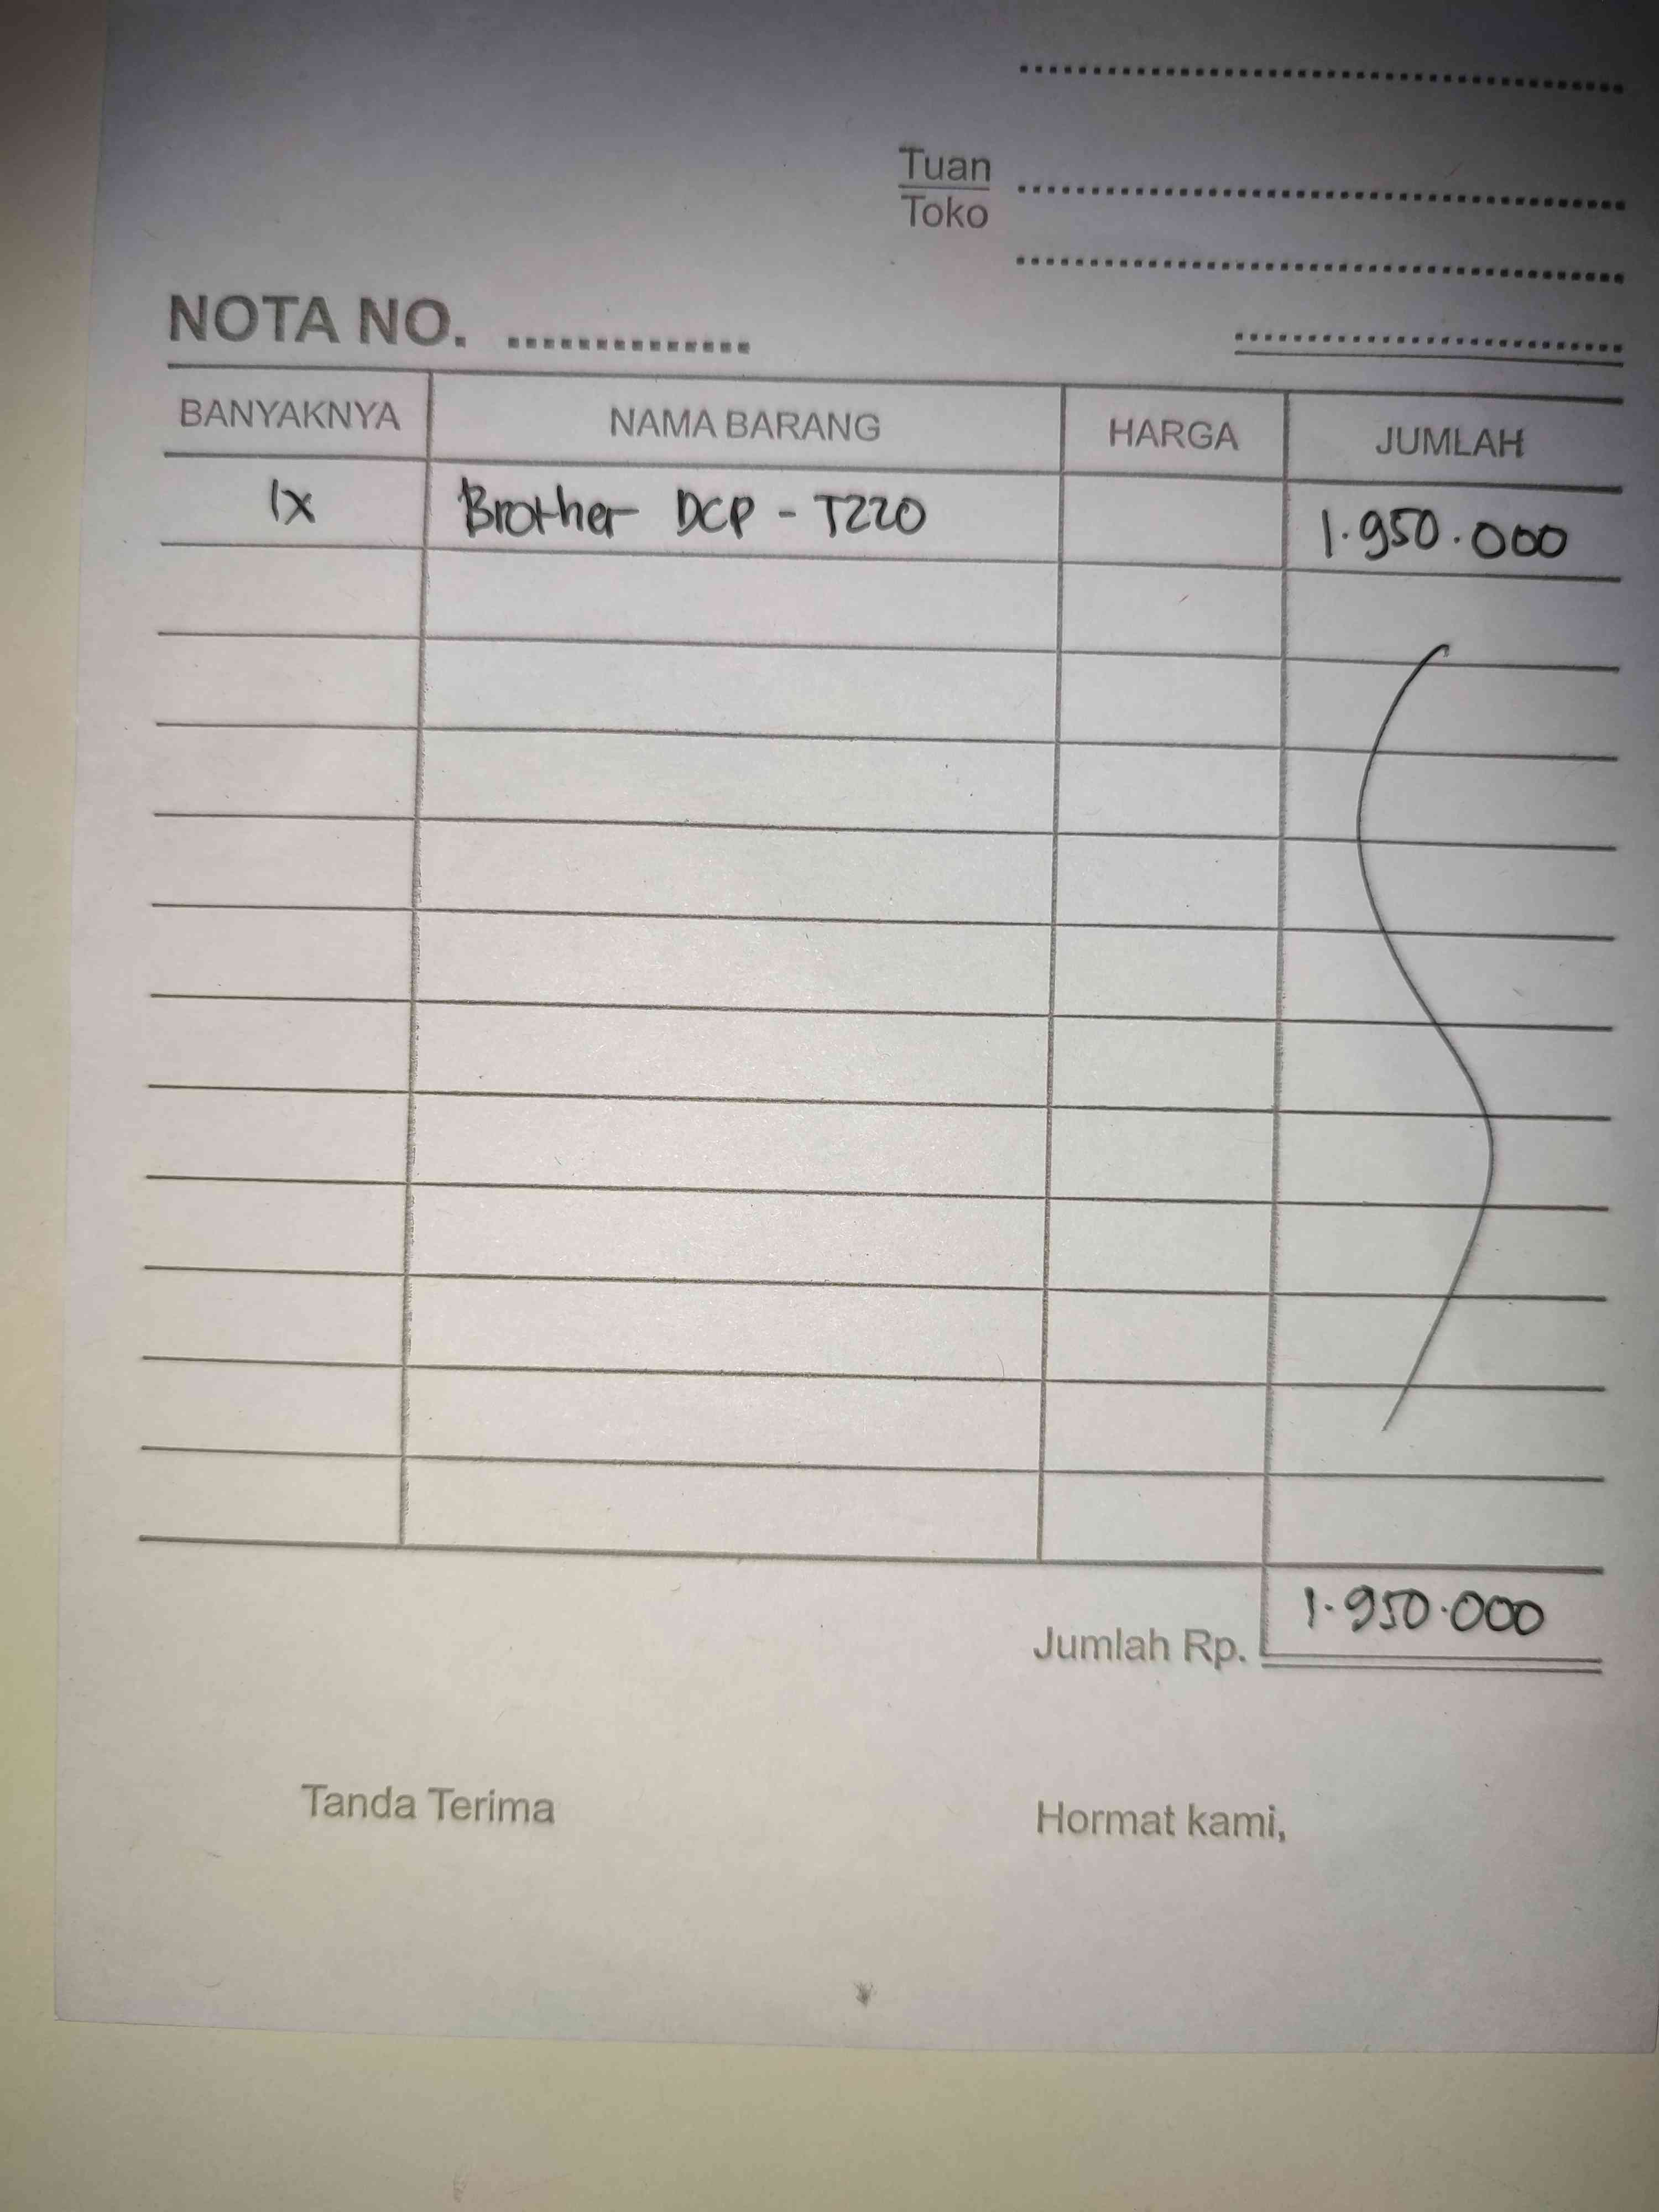 Tuan
Toko
NOTA NO. ...............
BANYAKNYA NAMA BARANG HARGA JUMLAH
1x Brother DCP - T220 1.950.000
Jumlah Rp. 1.950.000
Tanda Terima Hormat kami,